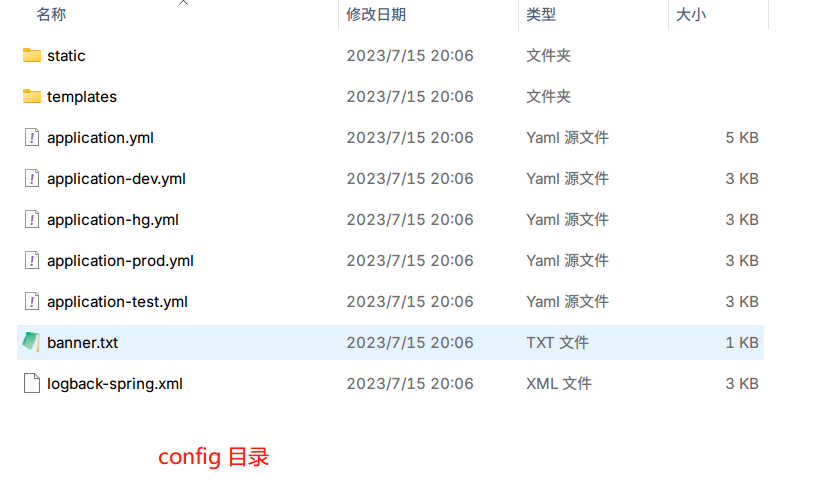 名称 修改日期 类型 大小
static 2023/7/15 20:06 文件夹
templates 2023/7/15 20:06 文件夹
application.yml 2023/7/15 20:06 Yaml 源文件 5 KB
application-dev.yml 2023/7/15 20:06 Yaml 源文件 3 KB
application-hg.yml 2023/7/15 20:06 Yaml 源文件 3 KB
application-prod.yml 2023/7/15 20:06 Yaml 源文件 3 KB
application-test.yml 2023/7/15 20:06 Yaml 源文件 3 KB
banner.txt 2023/7/15 20:06 TXT 文件 1 KB
logback-spring.xml 2023/7/15 20:06 XML 文件 3 KB
config 目录